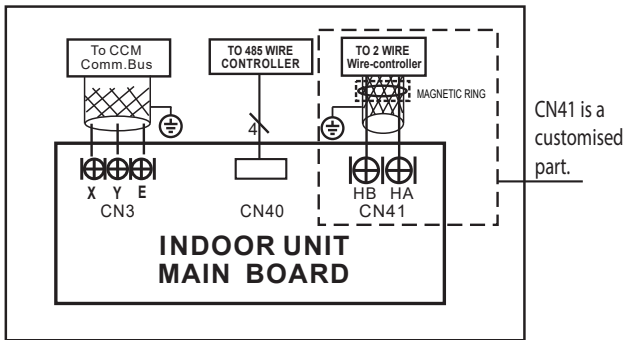 To CCM
Comm.Bus
TO 485 WIRE
CONTROLLER
TO 2 WIRE
Wire-controller
MAGNETIC RING
4
X Y E
CN3
CN40
HB HA
CN41
INDOOR UNIT
MAIN BOARD
CN41 is a
customised
part.